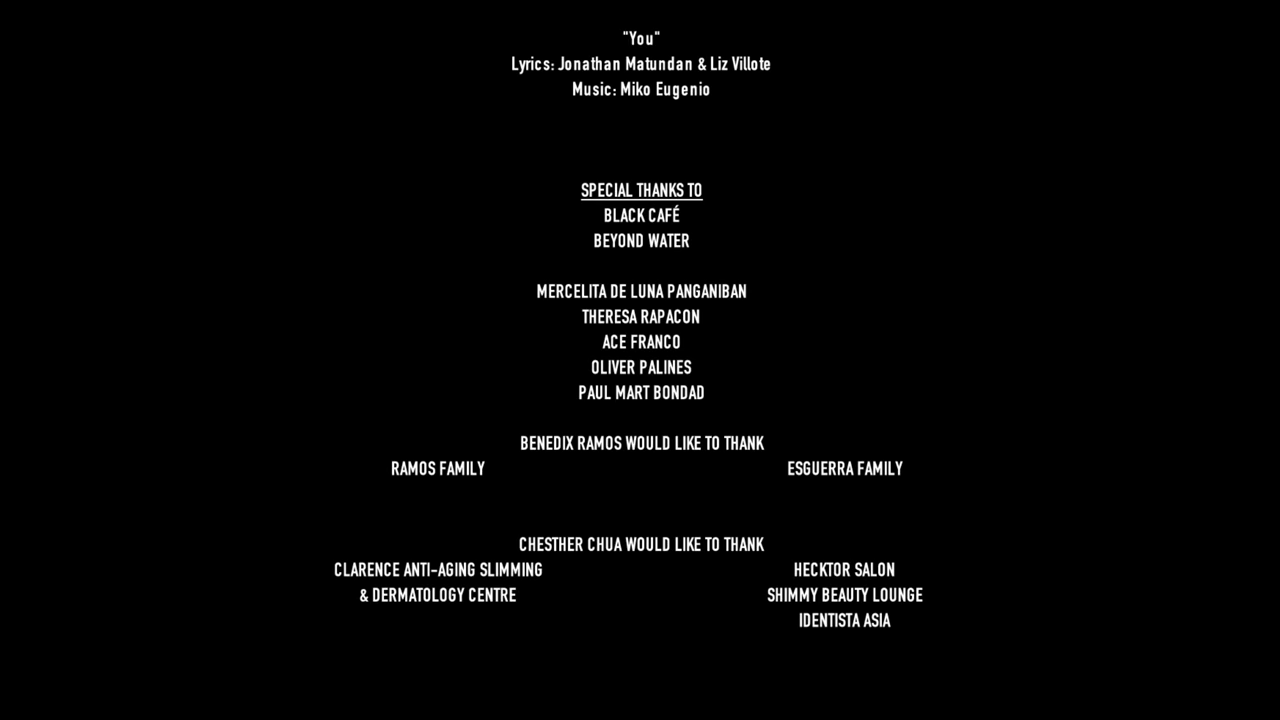 "You"
Lyrics: Jonathan Matundan & Liz Villote
Music: Miko Eugenio
SPECIAL THANKS TO
BLACK CAFÉ
BEYOND WATER
MERCELITA DE LUNA PANGANIBAN
THERESA RAPACON
ACE FRANCO
OLIVER PALINES
PAUL MART BONDAD
BENEDIX RAMOS WOULD LIKE TO THANK
RAMOS FAMILY
ESGUERRA FAMILY
CHESTHER CHUA WOULD LIKE TO THANK
CLARENCE ANTI-AGING SLIMMING
& DERMATOLOGY CENTRE
HECKTOR SALON
SHIMMY BEAUTY LOUNGE
IDENTISTA ASIA